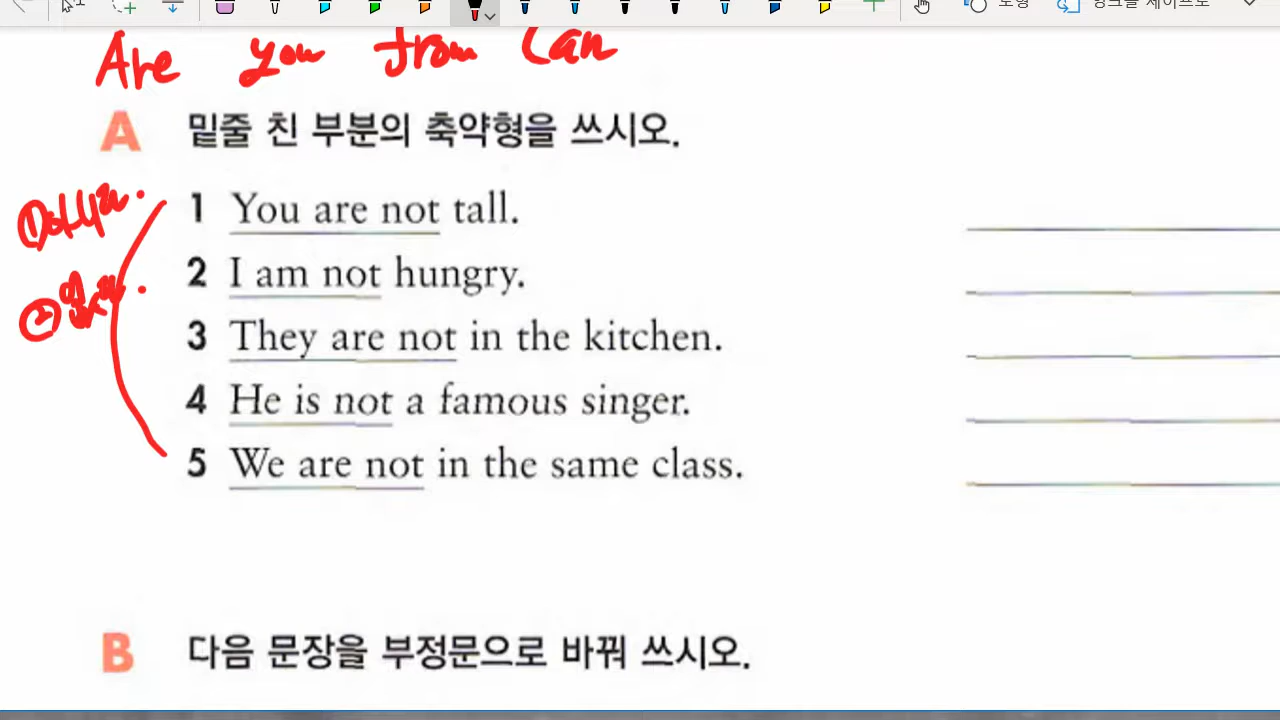 도형
Are you from Can
A 밑줄 친 부분의 축약형을 쓰시오.
1 You are not tall.
2 I am not hungry.
3 They are not in the kitchen.
4 He is not a famous singer.
5 We are not in the same class.
B 다음 문장을 부정문으로 바꿔 쓰시오.